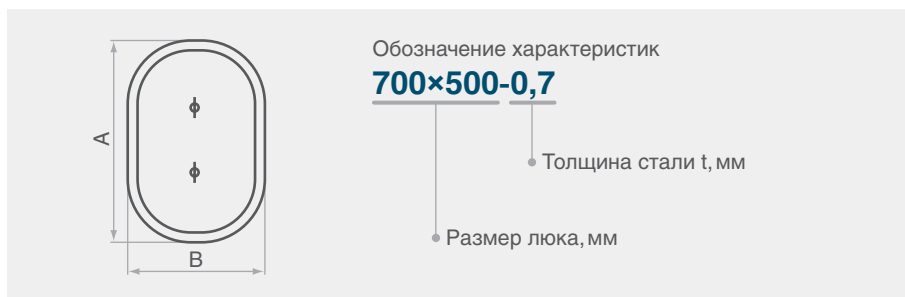 Обозначение характеристик
700×500-0,7
A
Толщина стали t, мм
Размер люка, мм
B